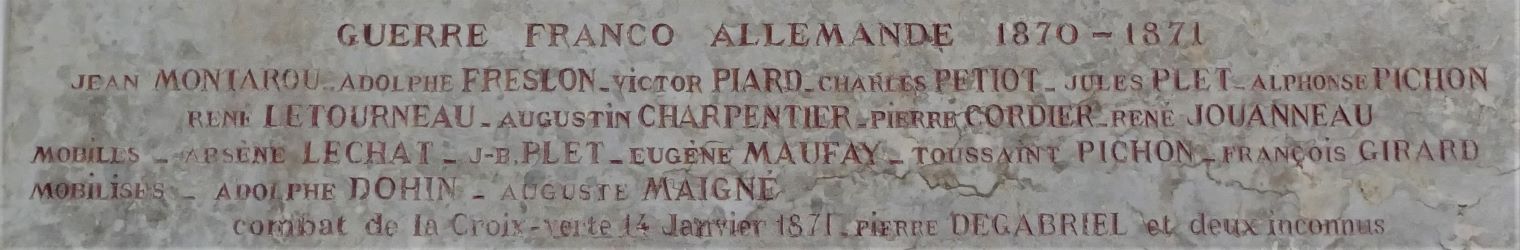 GUERRE FRANCO ALLEMANDE 1870-1871
JEAN MONTAROU-ADOLPHE FRESLON-VICTOR PIARD-CHARLES PETIOT-JULES PLET-ALPHONSE PICHON
RENÉ LETOURNEAU-AUGUSTIN CHARPENTIER-PIERRE CORDIER-RENÉ JOUANNEAU
MOBILES - ARSÈNE LECHAT - J-B. PLET-EUGÈNE MAUFAY-TOUSSAINT PICHON-FRANÇOIS GIRARD
MOBILISÉS - ADOLPHE DOHIN - AUGUSTE MAIGNÉ
combat de la Croix-verte 14 Janvier 1871-PIERRE DEGABRIEL et deux inconnus